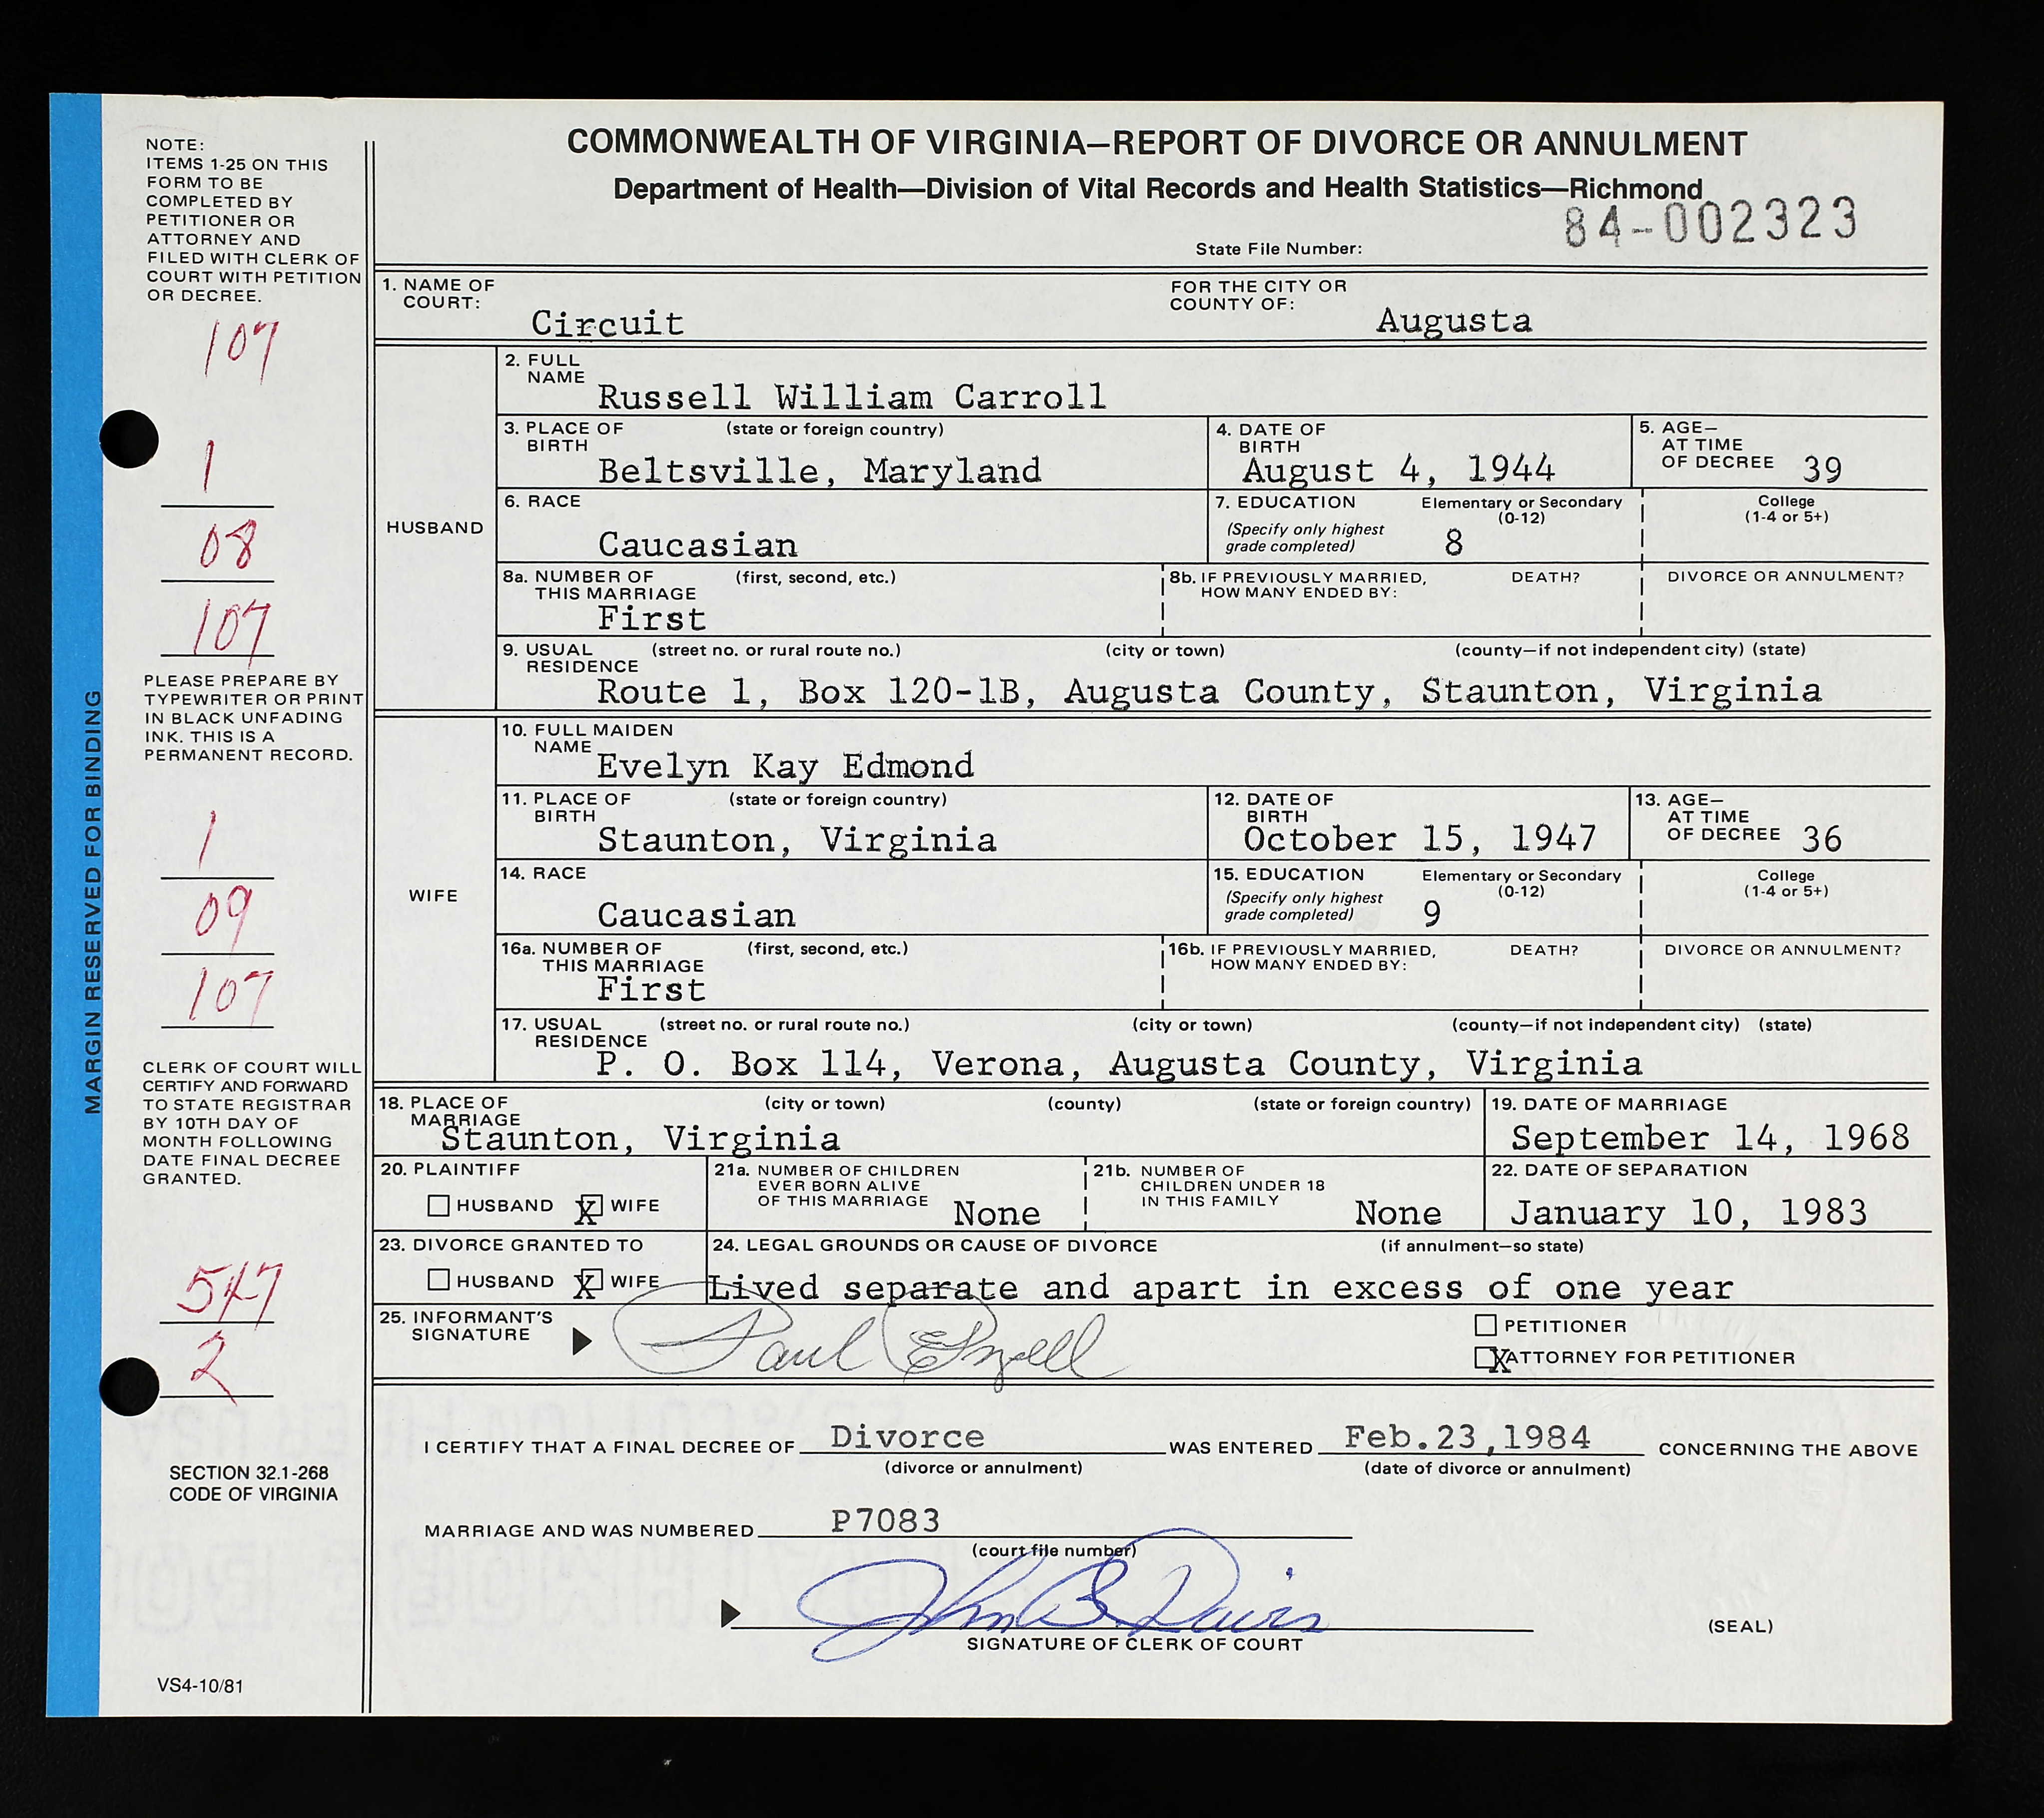 COMMONWEALTH OF VIRGINIA—REPORT OF DIVORCE OR ANNULMENT
Department of Health—Division of Vital Records and Health Statistics—Richmond
84-002323
State File Number:
NOTE:
ITEMS 1-25 ON THIS
FORM TO BE
COMPLETED BY
PETITIONER OR
ATTORNEY AND
FILED WITH CLERK OF
COURT WITH PETITION
OR DECREE.
107
1
08
107
PLEASE PREPARE BY
TYPEWRITER OR PRINT
IN BLACK UNFADING
INK. THIS IS A
PERMANENT RECORD.
1
09
107
CLERK OF COURT WILL
CERTIFY AND FORWARD
TO STATE REGISTRAR
BY 10TH DAY OF
MONTH FOLLOWING
DATE FINAL DECREE
GRANTED.
2
SECTION 32.1-268
CODE OF VIRGINIA
VS4-10/81
MARGIN RESERVED FOR BINDING
1. NAME OF COURT: Circuit FOR THE CITY OR COUNTY OF: Augusta
HUSBAND
2. FULL NAME Russell William Carroll
3. PLACE OF BIRTH (state or foreign country) Beltsville, Maryland
4. DATE OF BIRTH August 4, 1944
5. AGE—AT TIME OF DECREE 39
6. RACE Caucasian
7. EDUCATION (Specify only highest grade completed) Elementary or Secondary (0-12) 8 College (1-4 or 5+)
8a. NUMBER OF THIS MARRIAGE (first, second, etc.) First
8b. IF PREVIOUSLY MARRIED, HOW MANY ENDED BY: DEATH? DIVORCE OR ANNULMENT?
9. USUAL RESIDENCE (street no. or rural route no.) (city or town) (county—if not independent city) (state)
Route 1, Box 120-1B, Augusta County, Staunton, Virginia
WIFE
10. FULL MAIDEN NAME Evelyn Kay Edmond
11. PLACE OF BIRTH (state or foreign country) Staunton, Virginia
12. DATE OF BIRTH October 15, 1947
13. AGE—AT TIME OF DECREE 36
14. RACE Caucasian
15. EDUCATION (Specify only highest grade completed) Elementary or Secondary (0-12) 9 College (1-4 or 5+)
16a. NUMBER OF THIS MARRIAGE (first, second, etc.) First
16b. IF PREVIOUSLY MARRIED, HOW MANY ENDED BY: DEATH? DIVORCE OR ANNULMENT?
17. USUAL RESIDENCE (street no. or rural route no.) (city or town) (county—if not independent city) (state)
P. O. Box 114, Verona, Augusta County, Virginia
18. PLACE OF MARRIAGE (city or town) (county) (state or foreign country) Staunton, Virginia
19. DATE OF MARRIAGE September 14, 1968
20. PLAINTIFF HUSBAND X WIFE
21a. NUMBER OF CHILDREN EVER BORN ALIVE OF THIS MARRIAGE None
21b. NUMBER OF CHILDREN UNDER 18 IN THIS FAMILY None
22. DATE OF SEPARATION January 10, 1983
23. DIVORCE GRANTED TO HUSBAND X WIFE
24. LEGAL GROUNDS OR CAUSE OF DIVORCE (if annulment—so state)
Lived separate and apart in excess of one year
25. INFORMANT'S SIGNATURE Paul
PETITIONER
X ATTORNEY FOR PETITIONER
I CERTIFY THAT A FINAL DECREE OF Divorce WAS ENTERED Feb.23,1984 CONCERNING THE ABOVE
(divorce or annulment) (date of divorce or annulment)
MARRIAGE AND WAS NUMBERED P7083
(court file number)
John B Davis
SIGNATURE OF CLERK OF COURT
(SEAL)